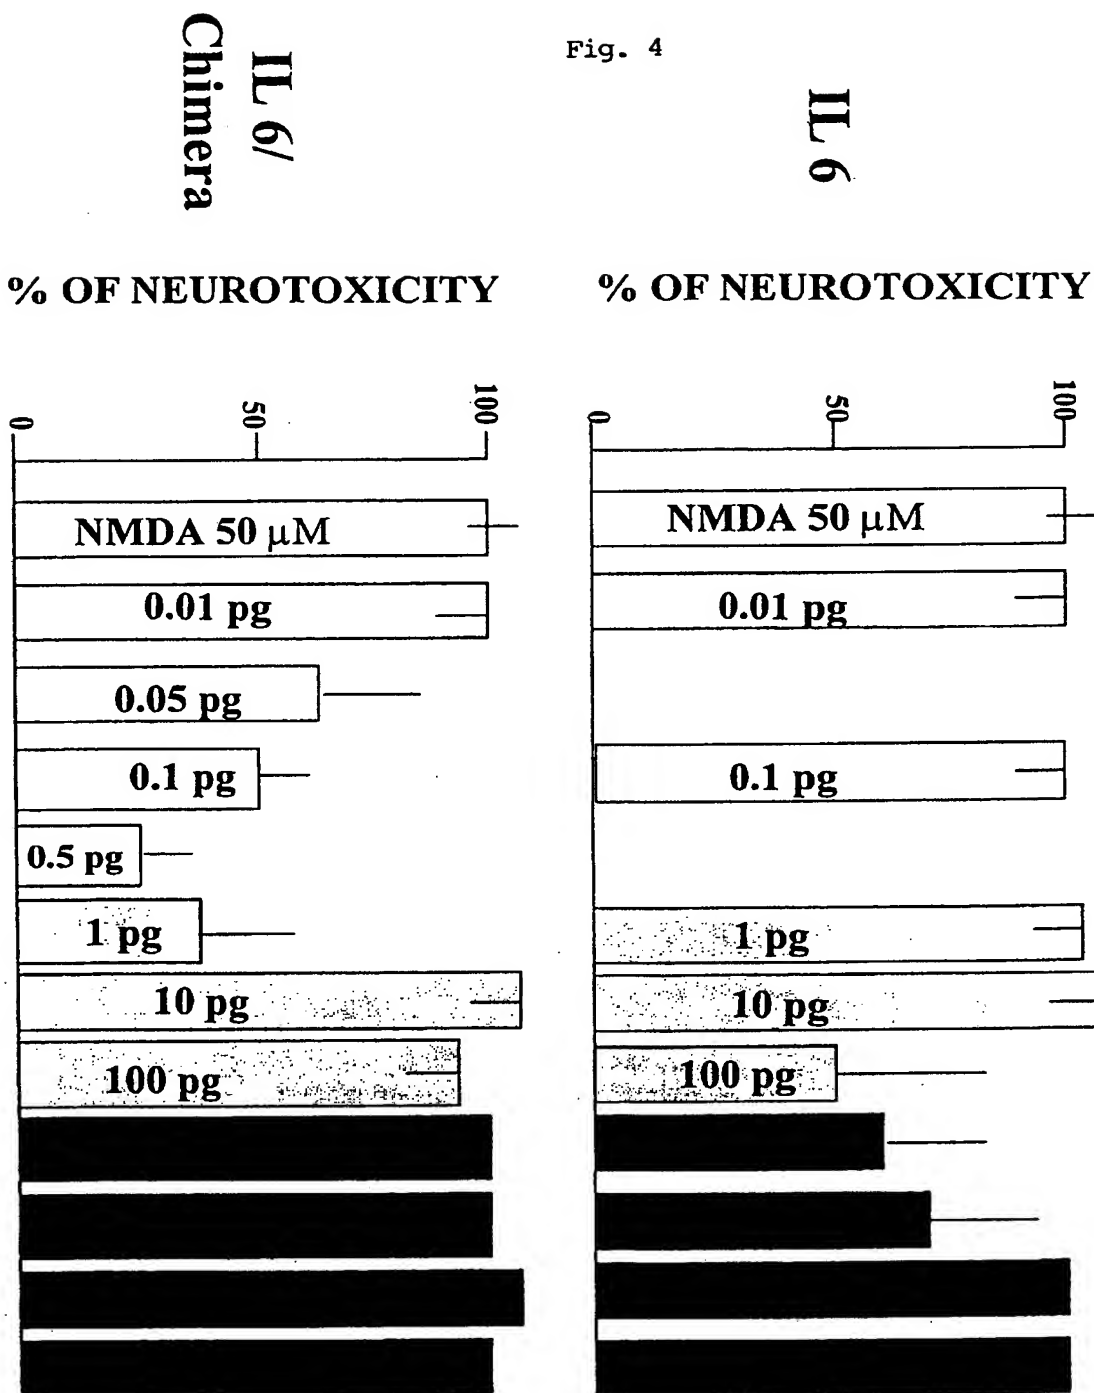 Fig. 4
IL 6/
Chimera
% OF NEUROTOXICITY
0
50
100
NMDA 50 μM
0.01 pg
0.05 pg
0.1 pg
0.5 pg
1 pg
10 pg
100 pg
IL 6
% OF NEUROTOXICITY
0
50
100
NMDA 50 μM
0.01 pg
0.1 pg
1 pg
10 pg
100 pg